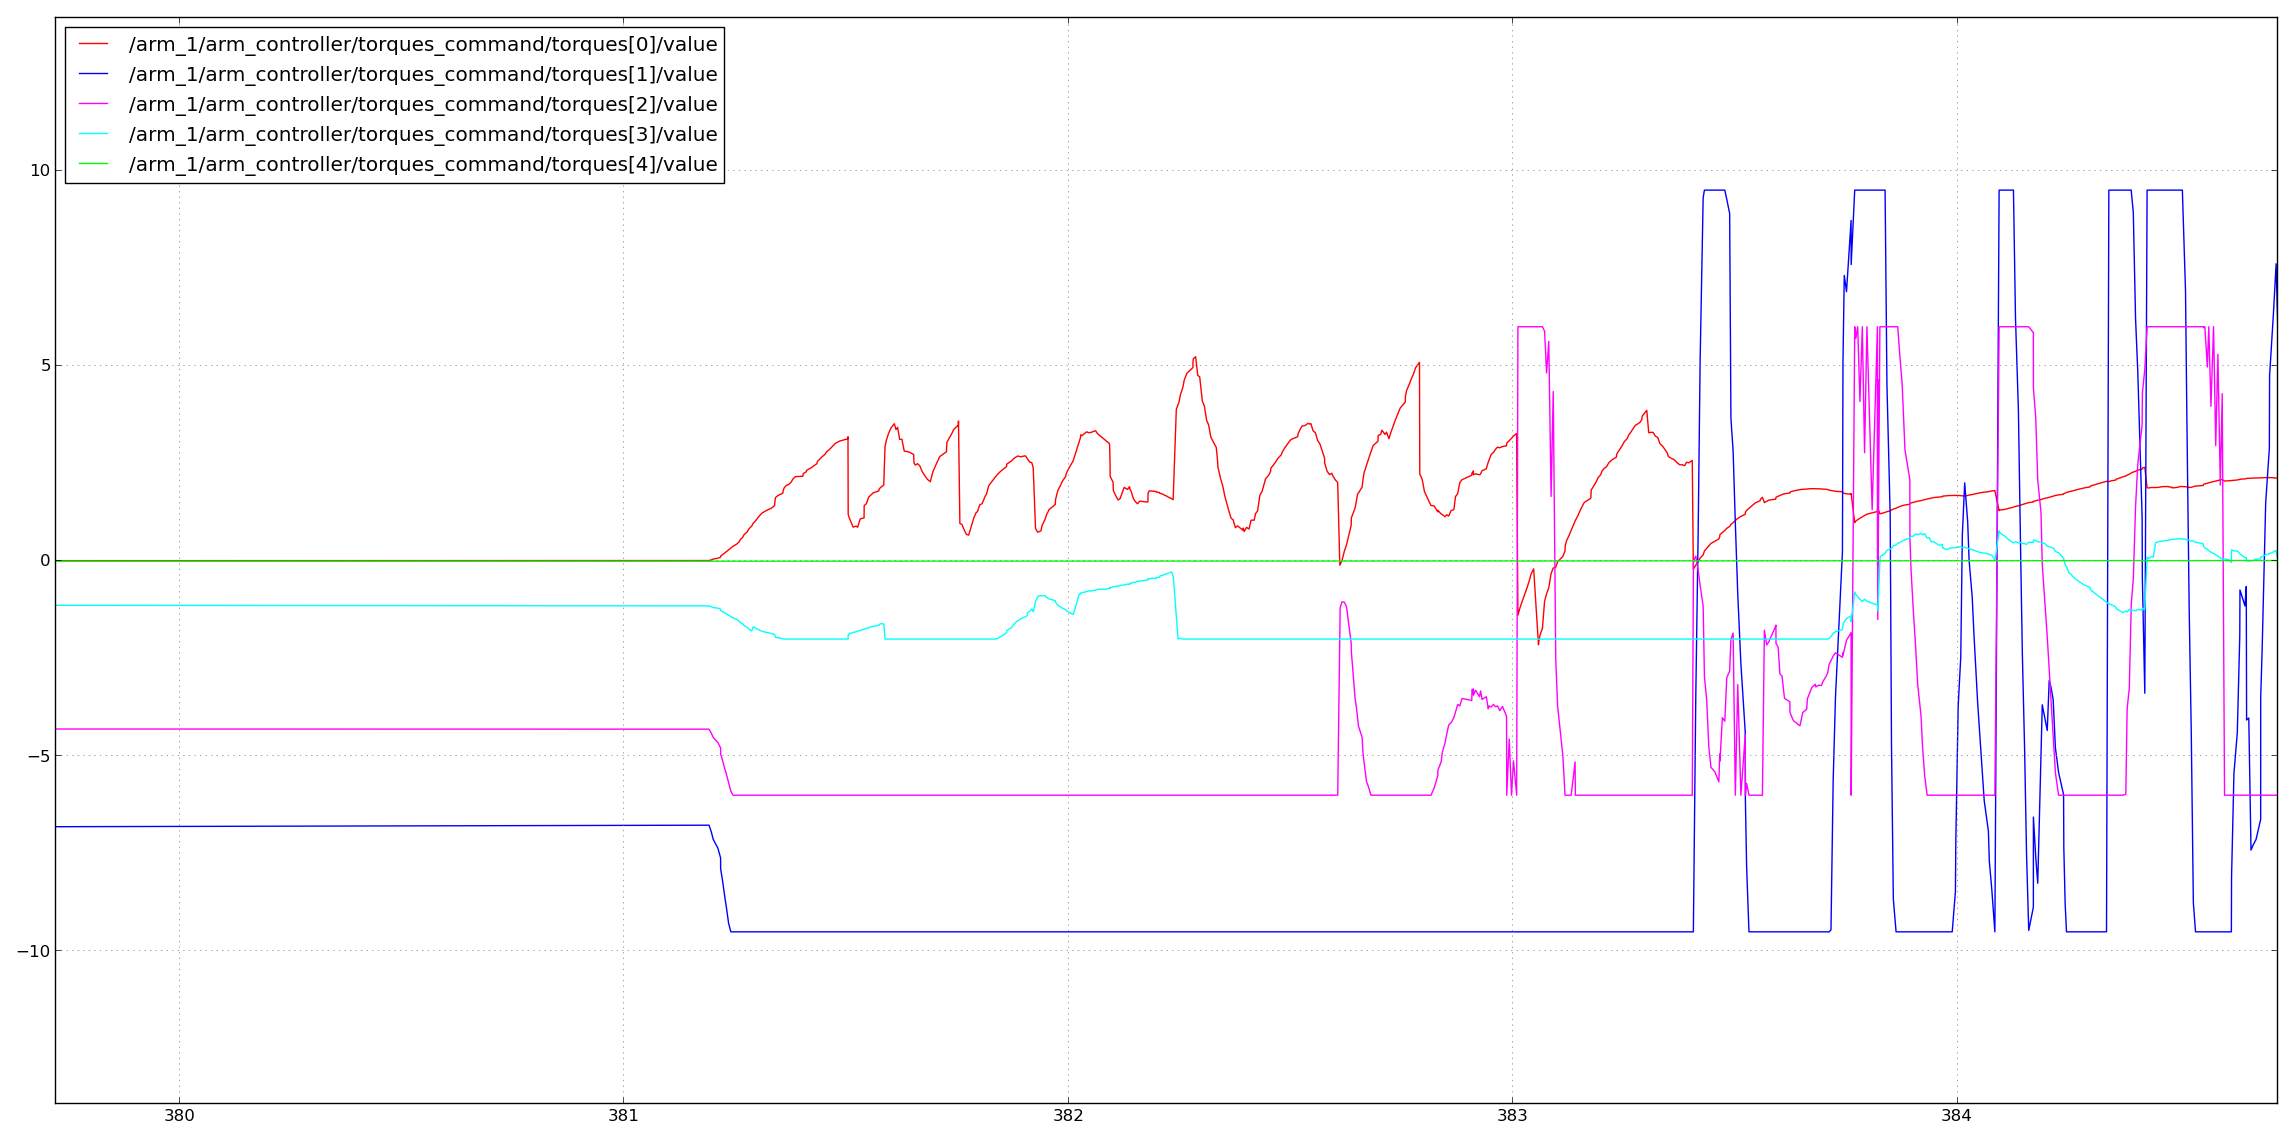 /arm_1/arm_controller/torques_command/torques[0]/value
/arm_1/arm_controller/torques_command/torques[1]/value
/arm_1/arm_controller/torques_command/torques[2]/value
/arm_1/arm_controller/torques_command/torques[3]/value
/arm_1/arm_controller/torques_command/torques[4]/value
10
5
0
−5
−10
380 381 382 383 384